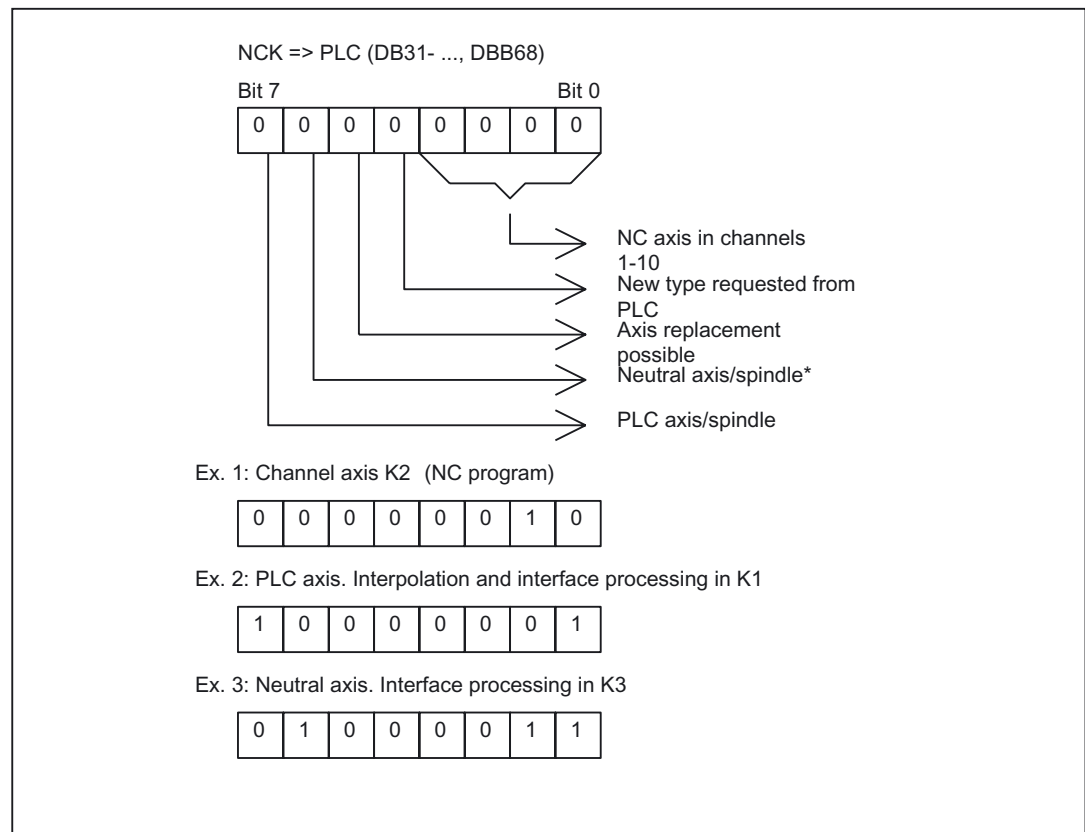 NCK => PLC (DB31- ..., DBB68)
Bit 7 Bit 0
0 0 0 0 0 0 0 0
NC axis in channels
1-10
New type requested from
PLC
Axis replacement
possible
Neutral axis/spindle*
PLC axis/spindle
Ex. 1: Channel axis K2 (NC program)
0 0 0 0 0 0 1 0
Ex. 2: PLC axis. Interpolation and interface processing in K1
1 0 0 0 0 0 0 1
Ex. 3: Neutral axis. Interface processing in K3
0 1 0 0 0 0 1 1